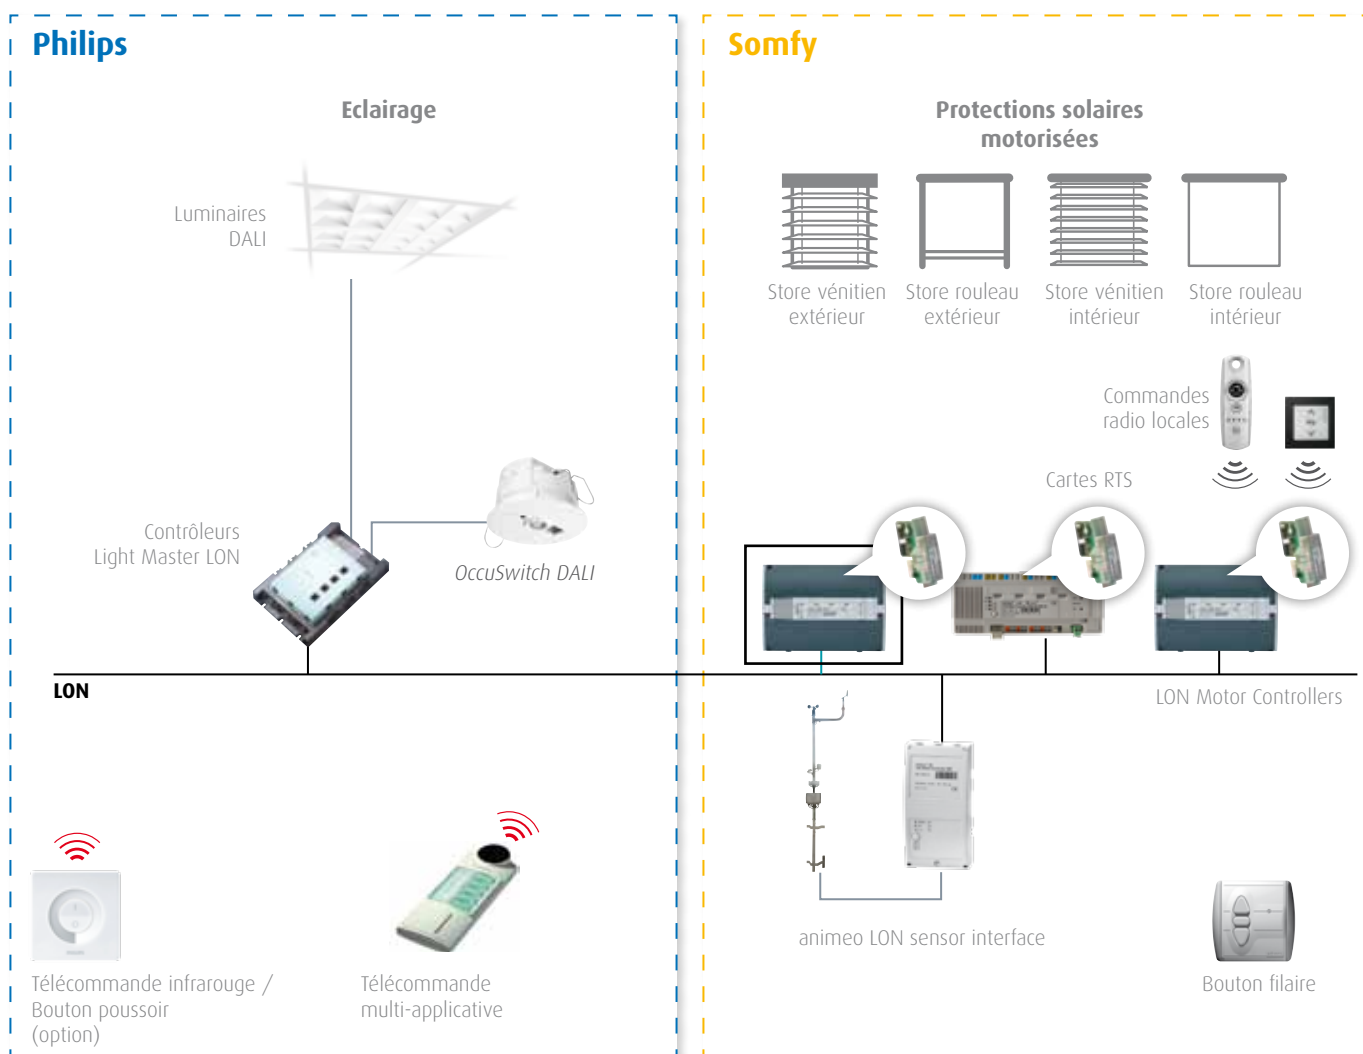 Philips
Eclairage
Luminaires
DALI
Contrôleurs
Light Master LON
OccuSwitch DALI
LON
Télécommande infrarouge /
Bouton poussoir
(option)
Télécommande
multi-applicative
Somfy
Protections solaires
motorisées
Store vénitien
extérieur
Store rouleau
extérieur
Store vénitien
intérieur
Store rouleau
intérieur
Commandes
radio locales
Cartes RTS
LON Motor Controllers
animeo LON sensor interface
Bouton filaire